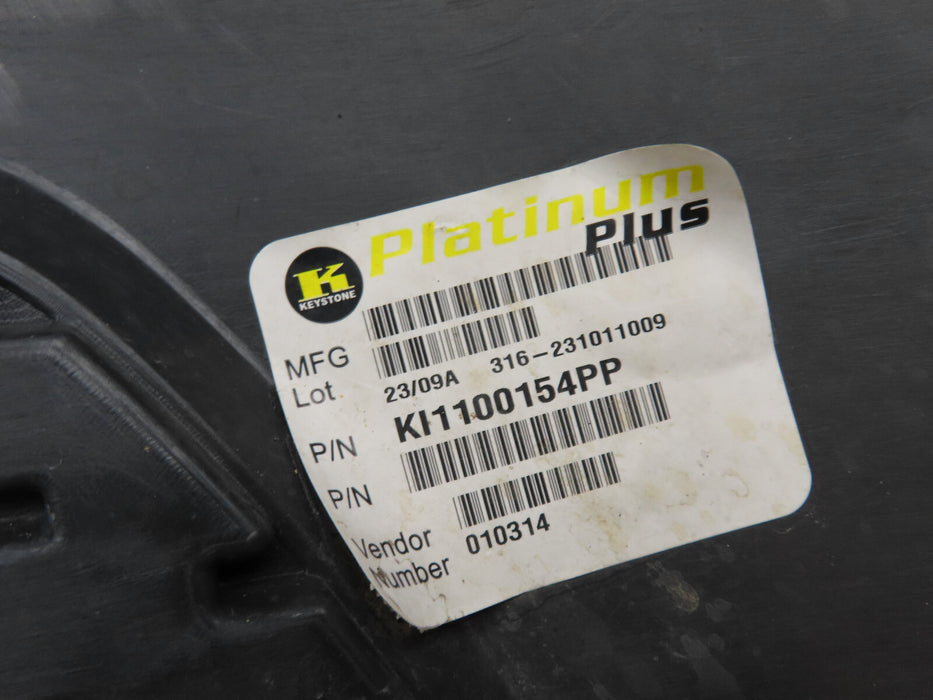 K
KEYSTONE
Platinum
Plus
MFG
Lot
23/09A 316-231011009
P/N KI1100154PP
P/N
Vendor
Number
010314